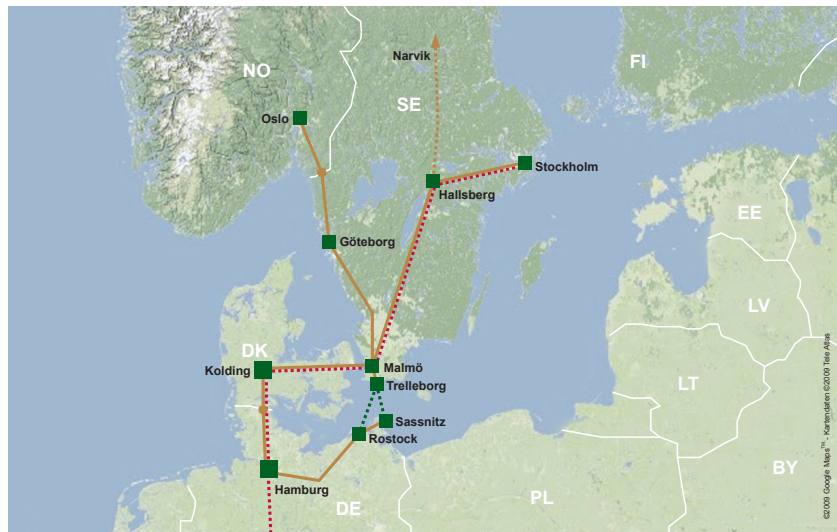 Narvik
NO
FI
SE
Oslo
Stockholm
Hallsberg
EE
Göteborg
LV
DK
Kolding
Malmö
LT
Trelleborg
Sassnitz
Rostock
BY
Hamburg
DE
PL
©2009 Google Maps™ - Kartendaten ©2009 Tele Atlas